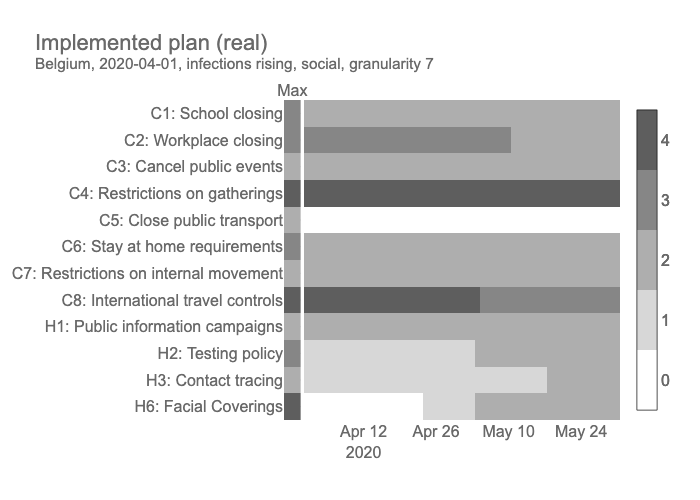 Implemented plan (real)
Belgium, 2020-04-01, infections rising, social, granularity 7
Max
C1: School closing
C2: Workplace closing
C3: Cancel public events
C4: Restrictions on gatherings
C5: Close public transport
C6: Stay at home requirements
C7: Restrictions on internal movement
C8: International travel controls
H1: Public information campaigns
H2: Testing policy
H3: Contact tracing
H6: Facial Coverings
4
3
2
1
0
Apr 12 Apr 26 May 10 May 24
2020